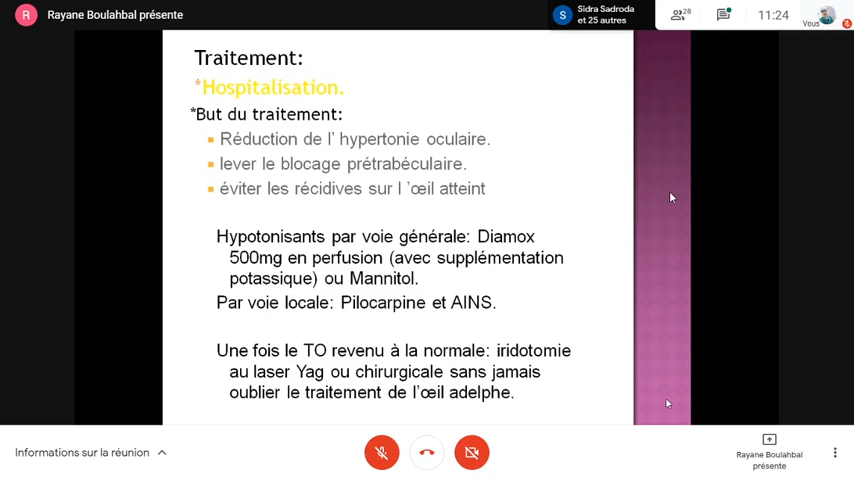 R Rayane Boulahbal présente
S Sidra Sadroda
et 25 autres
28
11:24
Vous
Traitement:
*Hospitalisation.
*But du traitement:
Réduction de l' hypertonie oculaire.
lever le blocage prétrabéculaire.
éviter les récidives sur l 'œil atteint
Hypotonisants par voie générale: Diamox
500mg en perfusion (avec supplémentation
potassique) ou Mannitol.
Par voie locale: Pilocarpine et AINS.
Une fois le TO revenu à la normale: iridotomie
au laser Yag ou chirurgicale sans jamais
oublier le traitement de l'œil adelphe.
Informations sur la réunion
Rayane Boulahbal
présente